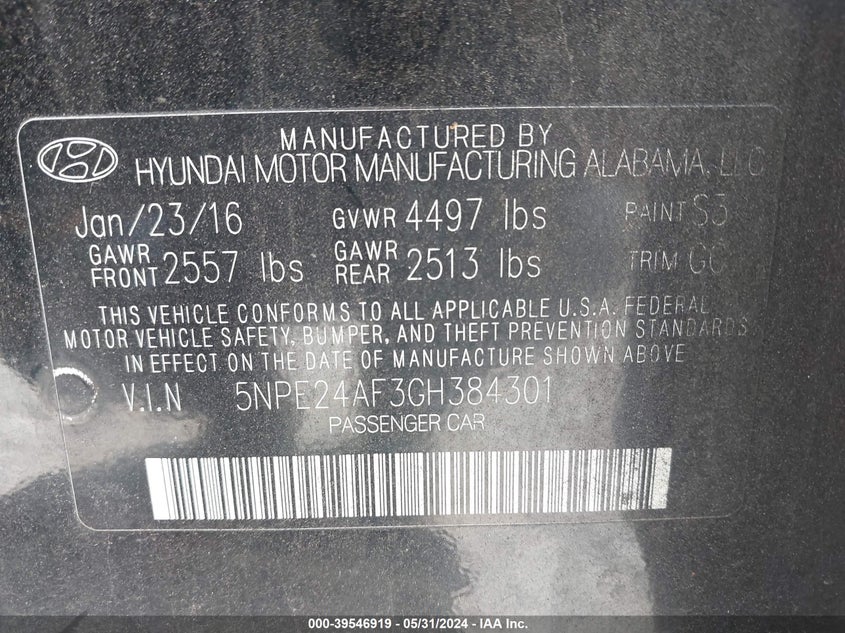 MANUFACTURED BY
HYUNDAI MOTOR MANUFACTURING ALABAMA, LLC
Jan/23/16 GVWR 4497 lbs PAINT S3
GAWR FRONT 2557 lbs GAWR REAR 2513 lbs TRIM
THIS VEHICLE CONFORMS TO ALL APPLICABLE U.S.A. FEDERAL
MOTOR VEHICLE SAFETY, BUMPER, AND THEFT PREVENTION STANDARDS
IN EFFECT ON THE DATE OF MANUFACTURE SHOWN ABOVE
V.I.N 5NPE24AF3GH384301
PASSENGER CAR
000-39546919 - 05/31/2024 - IAA Inc.